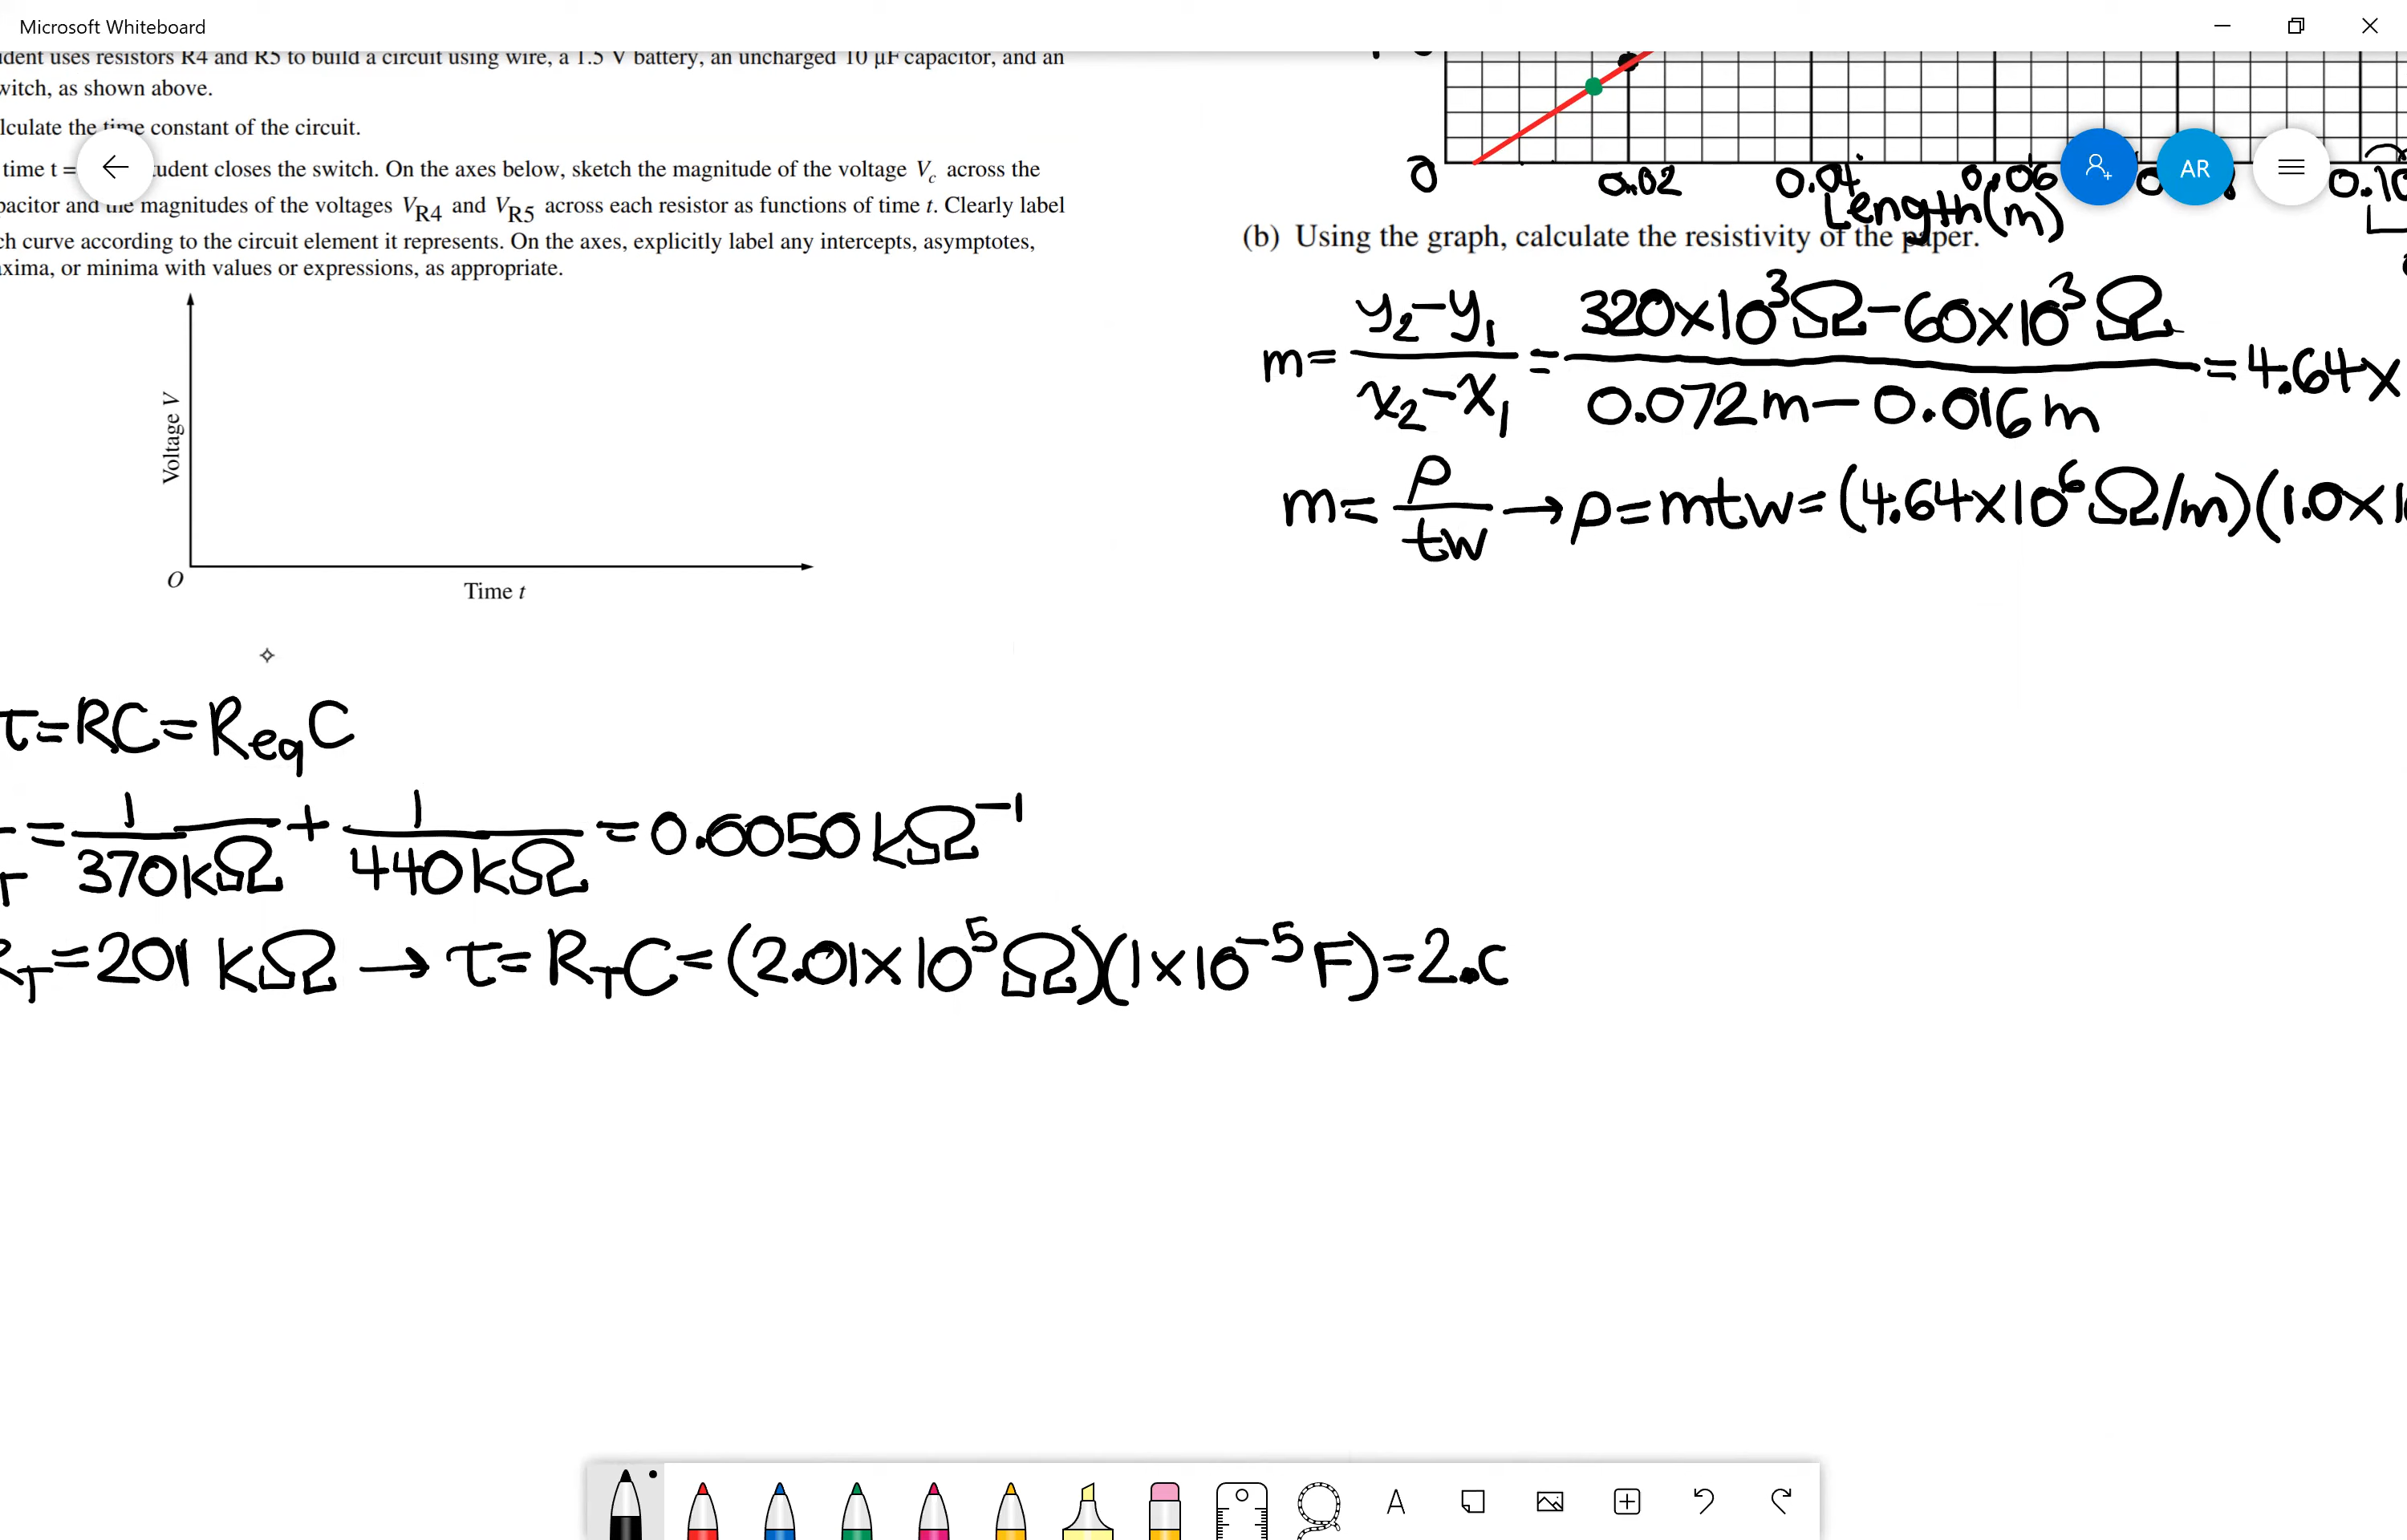 Microsoft Whiteboard
dent uses resistors R4 and R5 to build a circuit using wire, a 1.5 V battery, an uncharged 10 μF capacitor, and an
witch, as shown above.
lculate the time constant of the circuit.
time t = udent closes the switch. On the axes below, sketch the magnitude of the voltage Vc across the
pacitor and the magnitudes of the voltages VR4 and VR5 across each resistor as functions of time t. Clearly label
ch curve according to the circuit element it represents. On the axes, explicitly label any intercepts, asymptotes,
xima, or minima with values or expressions, as appropriate.
Voltage V
O
Time t
τ=RC=ReqC
=1/370kΩ+1/440kΩ=0.0050kΩ⁻¹
RT=201 kΩ→τ=RTC=(2.01×10⁵Ω)(1×10⁻⁵F)=2.
0 0.02 0.04 0.06 0.10
Length(m)
AR
(b) Using the graph, calculate the resistivity of the paper.
m=y₂-y₁/x₂-x₁=320×10³Ω-60×10³Ω/0.072m-0.016m=4.64×
m=ρ/tw→ρ=mtw=(4.64×10⁶Ω/m)(1.0×1
A